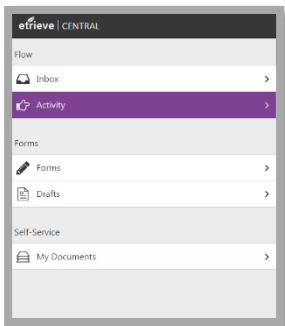 etrieve | CENTRAL
Flow
Inbox
Activity
Forms
Forms
Drafts
Self-Service
My Documents